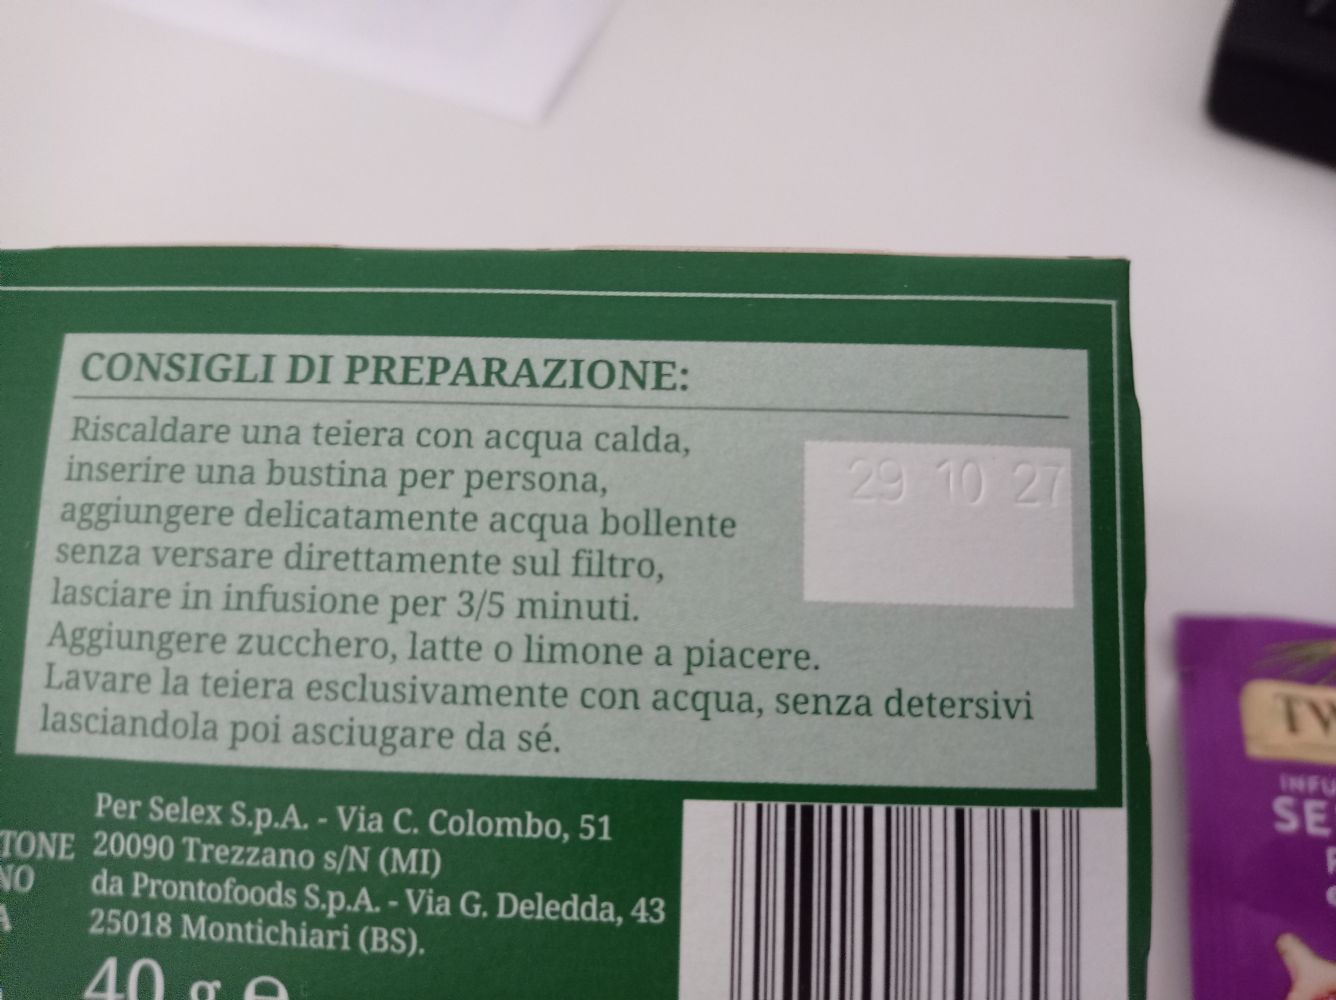 CONSIGLI DI PREPARAZIONE:
Riscaldare una teiera con acqua calda,
inserire una bustina per persona,
aggiungere delicatamente acqua bollente
senza versare direttamente sul filtro,
lasciare in infusione per 3/5 minuti.
Aggiungere zucchero, latte o limone a piacere.
Lavare la teiera esclusivamente con acqua, senza detersivi
lasciandola poi asciugare da sé.
29 10 27
Per Selex S.p.A. - Via C. Colombo, 51
20090 Trezzano s/N (MI)
da Prontofoods S.p.A. - Via G. Deledda, 43
25018 Montichiari (BS).
40 g e
TONE
NO
A
TW
INFU
SE